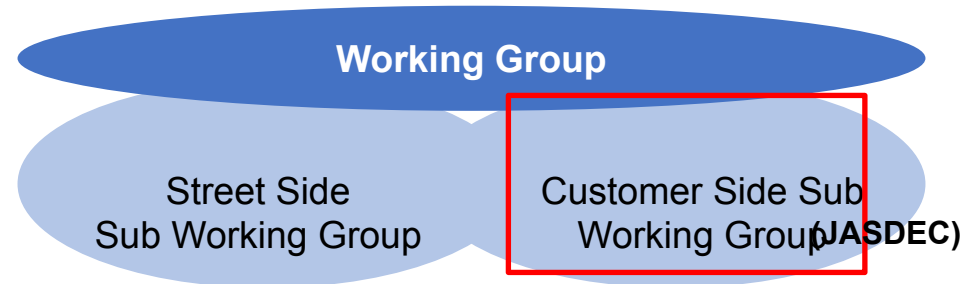 Working Group
Street Side
Sub Working Group
Customer Side Sub
Working Group
(JASDEC)